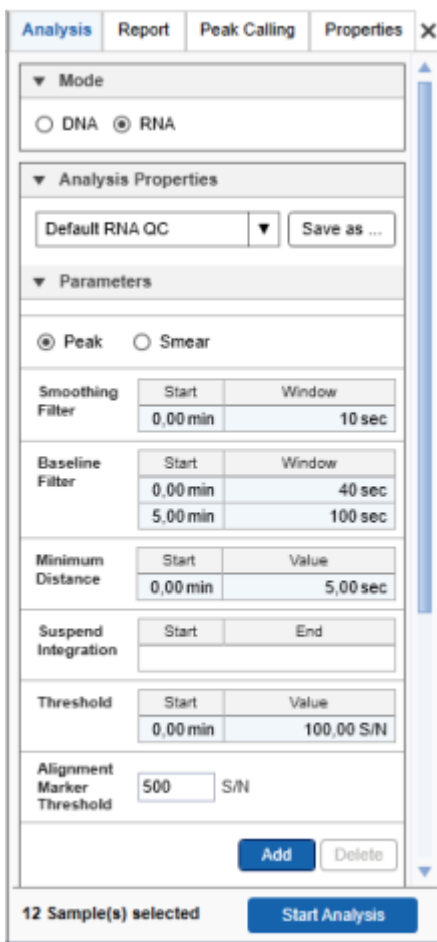 Analysis Report Peak Calling Properties
Mode
DNA RNA
Analysis Properties
Default RNA QC Save as ...
Parameters
Peak Smear
Smoothing Filter
Start Window
0,00 min 10 sec
Baseline Filter
Start Window
0,00 min 40 sec
5,00 min 100 sec
Minimum Distance
Start Value
0,00 min 5,00 sec
Suspend Integration
Start End
Threshold
Start Value
0,00 min 100,00 S/N
Alignment
Marker
Threshold
500 S/N
Add Delete
12 Sample(s) selected Start Analysis